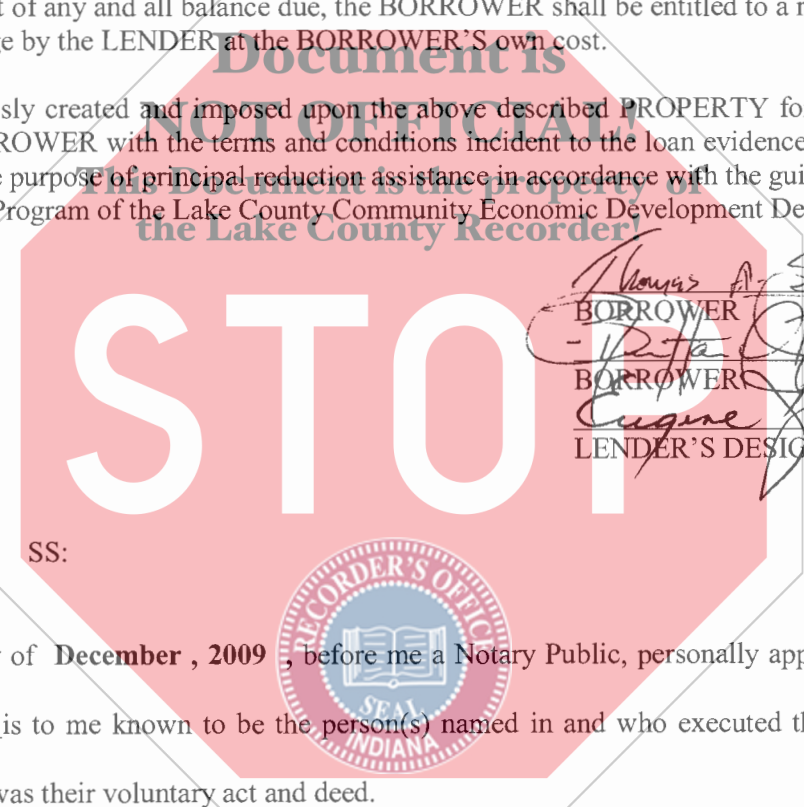 t of any and all balance due, the BORROWER shall be entitled to a r
ge by the LENDER at the BORROWER'S own cost.
Document is
sly created and imposed upon the above described PROPERTY fo
NOT OFFICIAL!
ROWER with the terms and conditions incident to the loan evidence
This Document is the property of
e purpose of principal reduction assistance in accordance with the gui
Program of the Lake County Community Economic Development De
the Lake County Recorder!
Thomas A.
BORROWER
BORROWER
Eugene
LENDER'S DESIG
STOP
SS:
RECORDER'S OFFICE
SEAL
INDIANA
y of December , 2009 , before me a Notary Public, personally app
is to me known to be the person(s) named in and who executed th
was their voluntary act and deed.